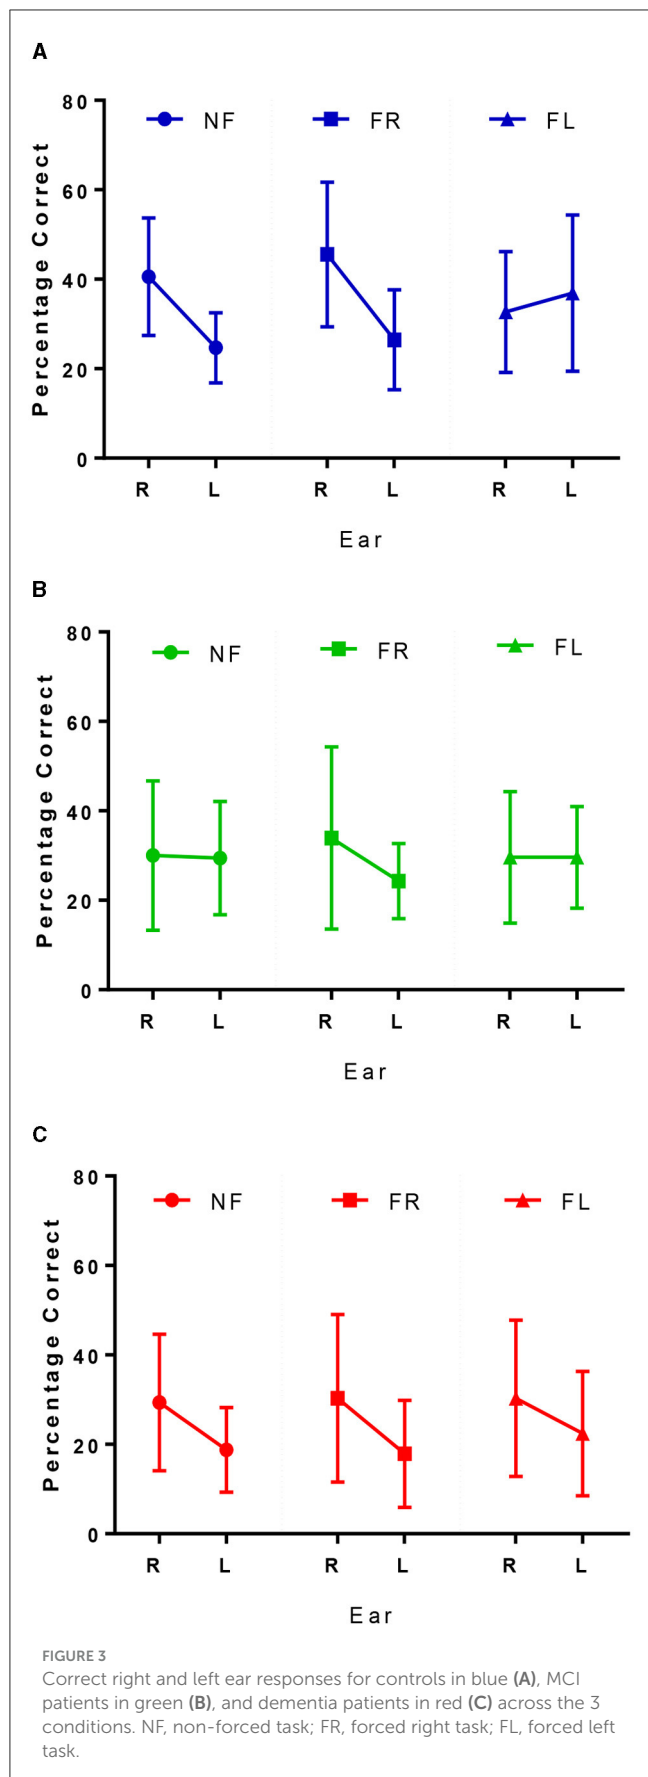 A
80
NF FR FL
60
40
20
0
Percentage Correct
R L R L R L
Ear
B
80
NF FR FL
60
40
20
0
Percentage Correct
R L R L R L
Ear
C
80
NF FR FL
60
40
20
0
Percentage Correct
R L R L R L
Ear
FIGURE 3
Correct right and left ear responses for controls in blue (A), MCI
patients in green (B), and dementia patients in red (C) across the 3
conditions. NF, non-forced task; FR, forced right task; FL, forced left
task.